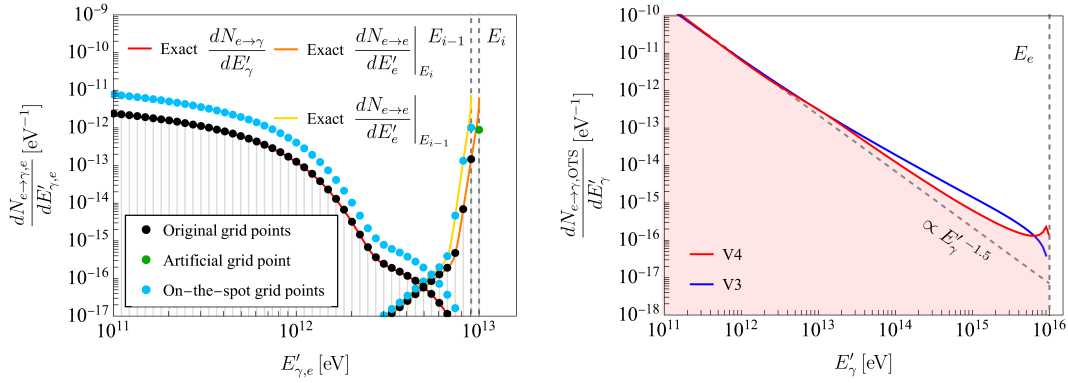 10^−9
10^−10
10^−11
10^−12
10^−13
10^−14
10^−15
10^−16
10^−17
dN_{e→γ,e} / dE′_{γ,e} [eV^−1]
Exact dN_{e→γ} / dE′_γ
Exact dN_{e→e} / dE′_e |_{E_i}
E_{i−1}
E_i
Exact dN_{e→e} / dE′_e |_{E_{i−1}}
Original grid points
Artificial grid point
On−the−spot grid points
10^11
10^12
10^13
E′_{γ,e} [eV]
10^−10
10^−11
10^−12
10^−13
10^−14
10^−15
10^−16
10^−17
10^−18
dN_{e→γ,OTS} / dE′_γ [eV^−1]
E_e
∝ E′_γ^−1.5
V4
V3
10^11
10^12
10^13
10^14
10^15
10^16
E′_γ [eV]